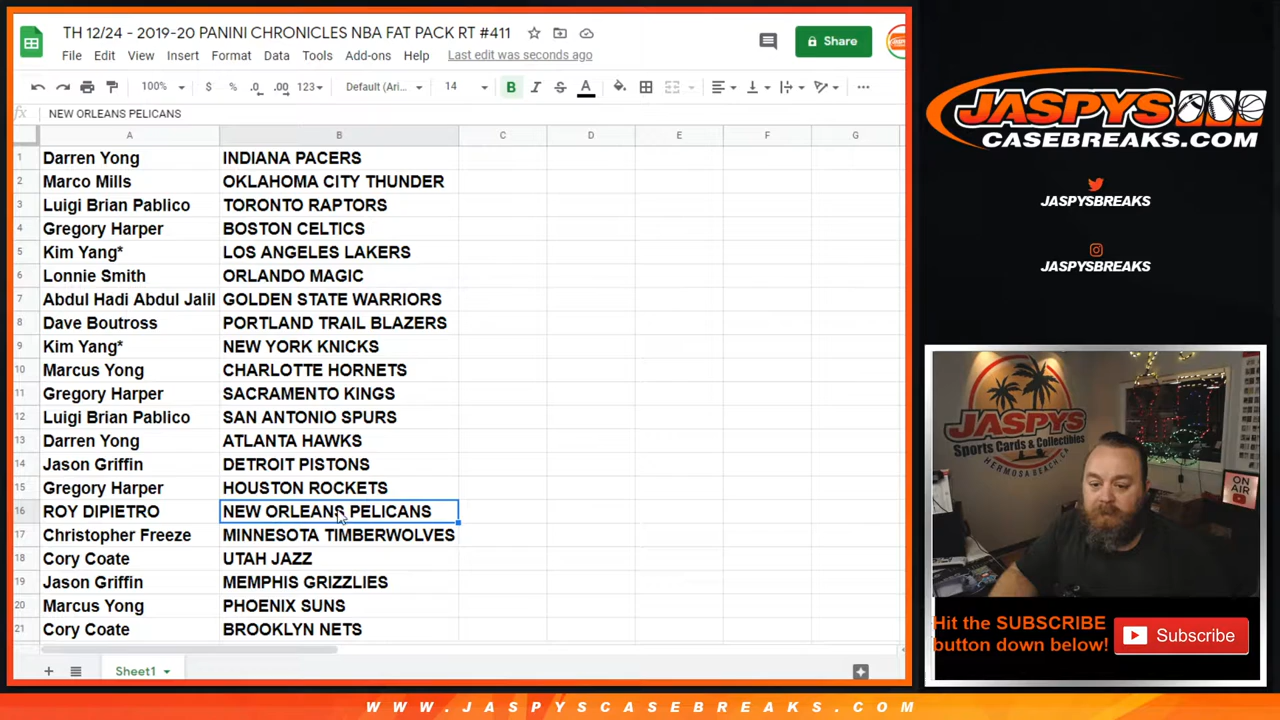 TH 12/24 - 2019-20 PANINI CHRONICLES NBA FAT PACK RT #411
Share
File Edit View Insert Format Data Tools Add-ons Help Last edit was seconds ago
100% $ % .0 .00 123 Default (Ari... 14 B I S A
fx NEW ORLEANS PELICANS
A B C D E F G
1 Darren Yong INDIANA PACERS
2 Marco Mills OKLAHOMA CITY THUNDER
3 Luigi Brian Pablico TORONTO RAPTORS
4 Gregory Harper BOSTON CELTICS
5 Kim Yang* LOS ANGELES LAKERS
6 Lonnie Smith ORLANDO MAGIC
7 Abdul Hadi Abdul Jalil GOLDEN STATE WARRIORS
8 Dave Boutross PORTLAND TRAIL BLAZERS
9 Kim Yang* NEW YORK KNICKS
10 Marcus Yong CHARLOTTE HORNETS
11 Gregory Harper SACRAMENTO KINGS
12 Luigi Brian Pablico SAN ANTONIO SPURS
13 Darren Yong ATLANTA HAWKS
14 Jason Griffin DETROIT PISTONS
15 Gregory Harper HOUSTON ROCKETS
16 ROY DIPIETRO NEW ORLEANS PELICANS
17 Christopher Freeze MINNESOTA TIMBERWOLVES
18 Cory Coate UTAH JAZZ
19 Jason Griffin MEMPHIS GRIZZLIES
20 Marcus Yong PHOENIX SUNS
21 Cory Coate BROOKLYN NETS
Sheet1
JASPYS
CASEBREAKS.COM
JASPYSBREAKS
JASPYSBREAKS
JASPYS
Sports Cards & Collectibles
HERMOSA BEACH, CA
ON AIR
Hit the SUBSCRIBE
button down below!
Subscribe
WWW.JASPYSCASEBREAKS.COM